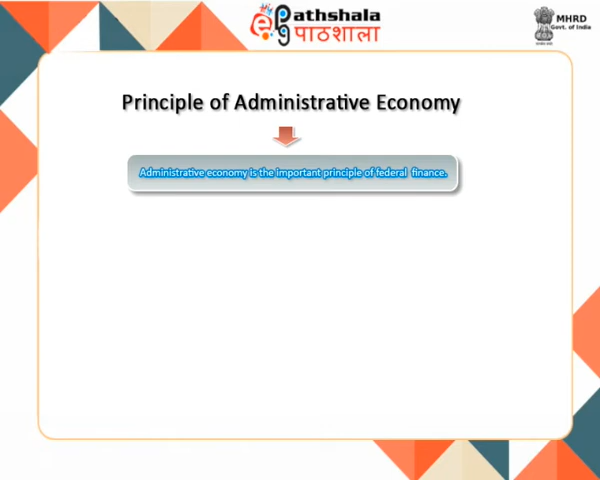 ePG Pathshala
पाठशाला
MHRD
Govt. of India
Principle of Administrative Economy
Administrative economy is the important principle of federal finance.